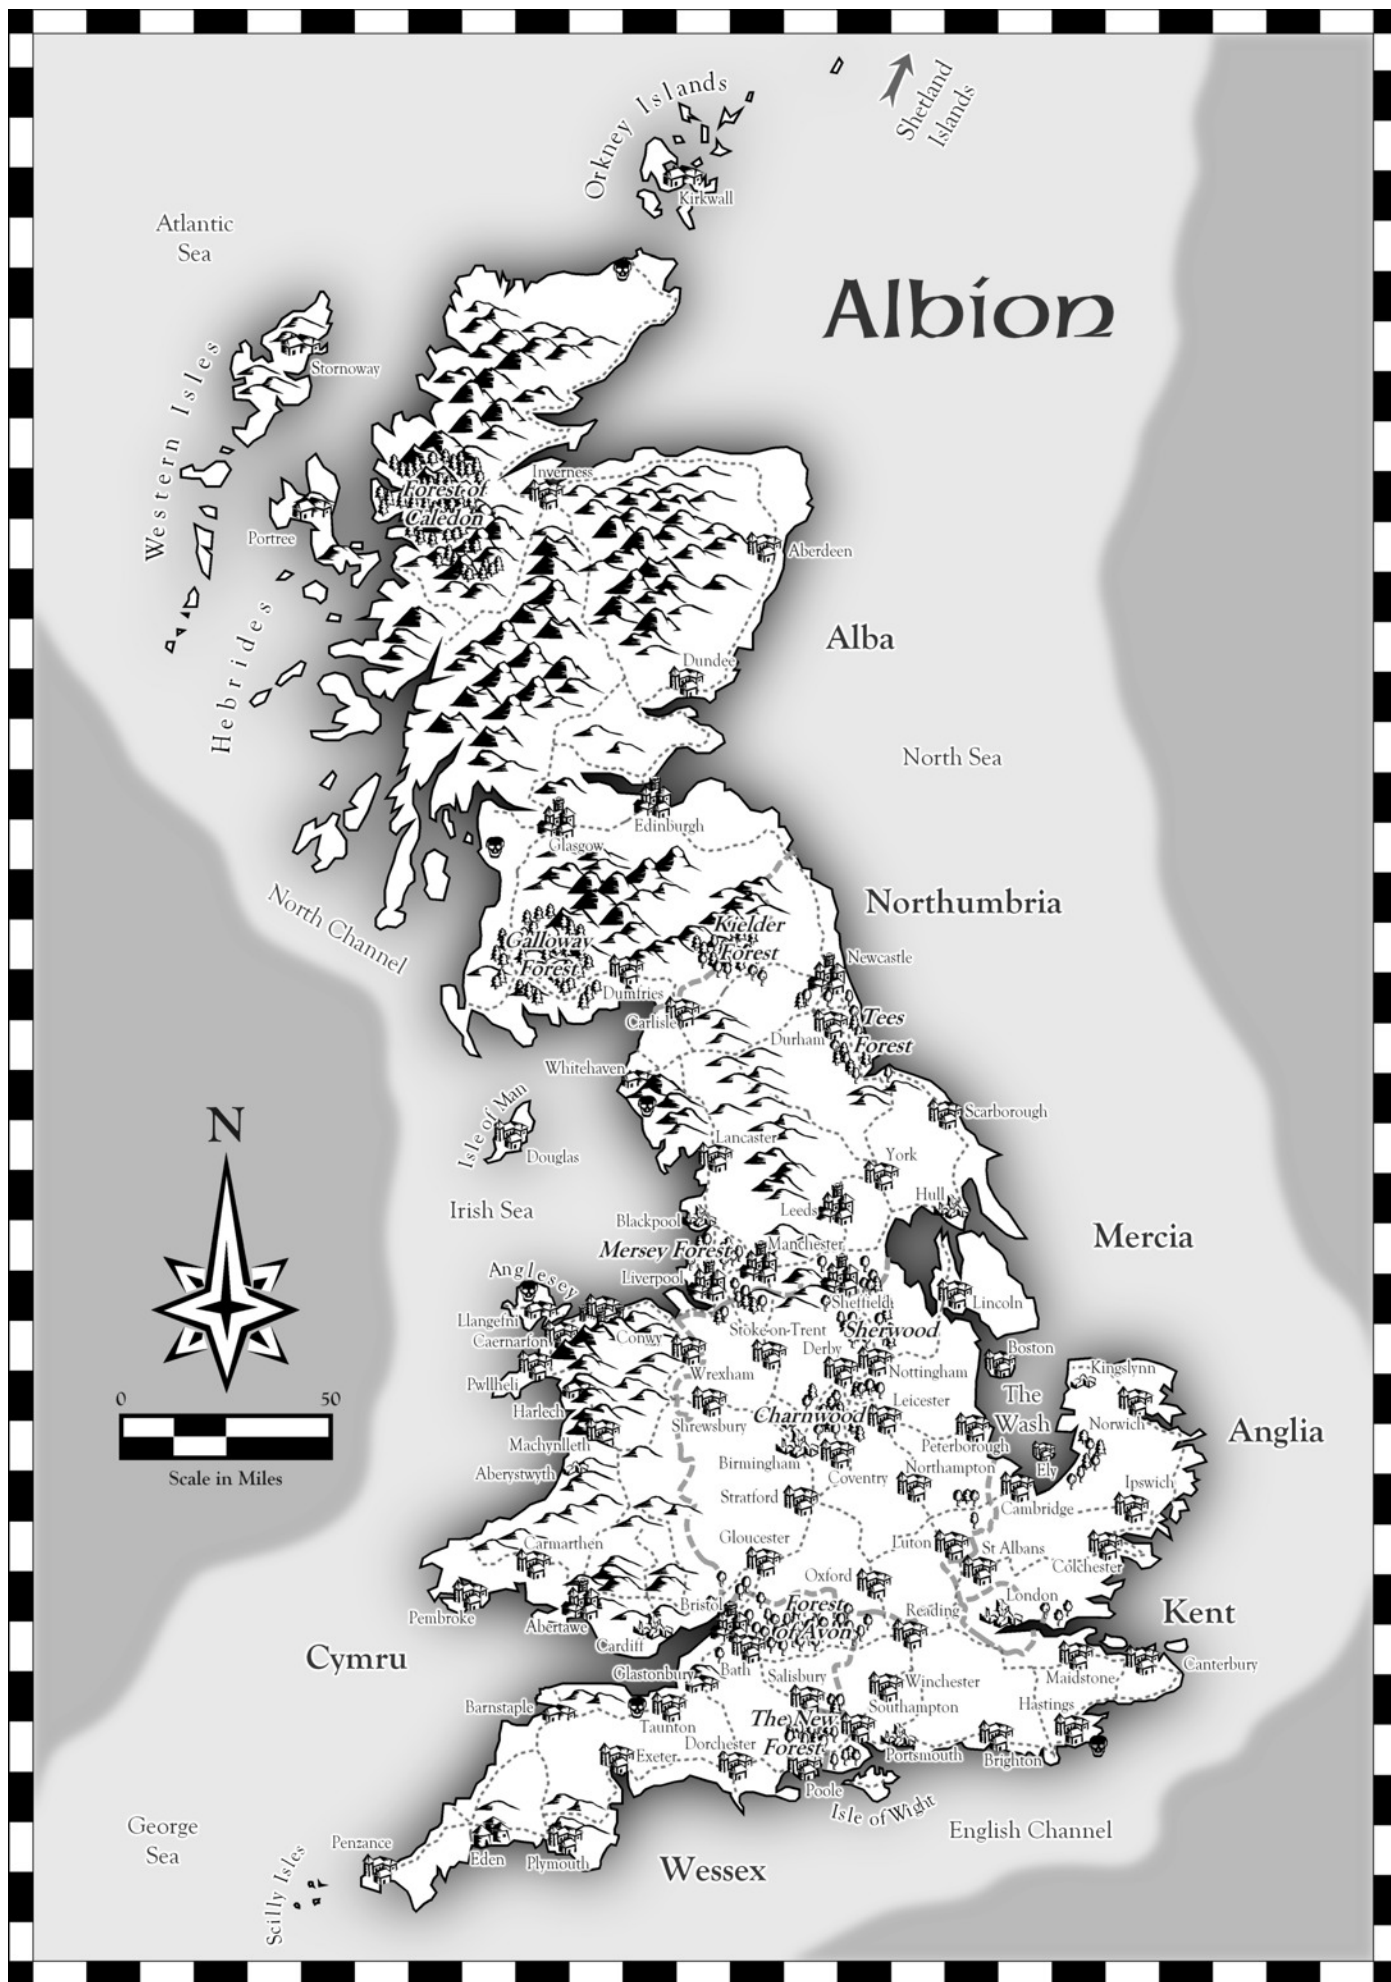 Orkney Islands
Shetland
Islands
Kirkwall
Atlantic
Sea
Albion
Western Isles
Stornoway
Inverness
Forest of
Caledon
Portree
Aberdeen
Hebrides
Alba
Dundee
North Sea
Edinburgh
Glasgow
North Channel
Northumbria
Kielder
Forest
Galloway
Forest
Newcastle
Dumfries
Carlisle
Tees
Forest
Durham
Whitehaven
Isle of Man
Scarborough
N
Lancaster
Douglas
York
Irish Sea
Leeds
Hull
Blackpool
Mercia
Mersey Forest
Manchester
Anglesey
Liverpool
Sheffield
Lincoln
Llangefni
Caernarfon
Conwy
Stoke-on-Trent
Sherwood
Derby
Boston
Pwllheli
Wrexham
Nottingham
Kingslynn
0
50
The
Wash
Harlech
Shrewsbury
Charnwood
Leicester
Norwich
Anglia
Machynlleth
Peterborough
Scale in Miles
Aberystwyth
Birmingham
Coventry
Northampton
Ely
Ipswich
Stratford
Cambridge
Carmarthen
Gloucester
Luton
St Albans
Colchester
Oxford
Pembroke
Abertawe
Bristol
Forest
of Avon
Reading
London
Kent
Cardiff
Cymru
Glastonbury
Bath
Salisbury
Winchester
Maidstone
Canterbury
Barnstaple
Taunton
The New
Forest
Southampton
Hastings
Exeter
Dorchester
Portsmouth
Brighton
Poole
Isle of Wight
George
Sea
Penzance
English Channel
Eden
Plymouth
Wessex
Scilly Isles